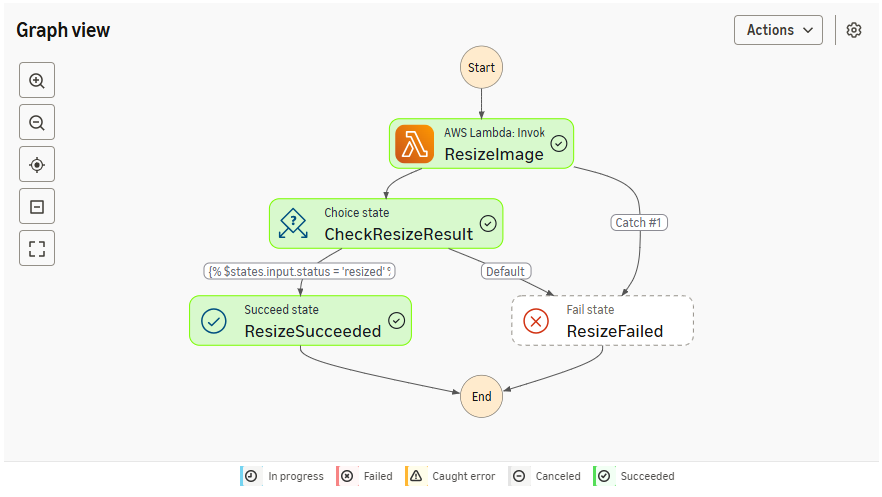 Graph view
Actions
Start
AWS Lambda: Invok
ResizeImage
Choice state
CheckResizeResult
Catch #1
{% $states.input.status = 'resized'
Default
Succeed state
ResizeSucceeded
Fail state
ResizeFailed
End
In progress
Failed
Caught error
Canceled
Succeeded